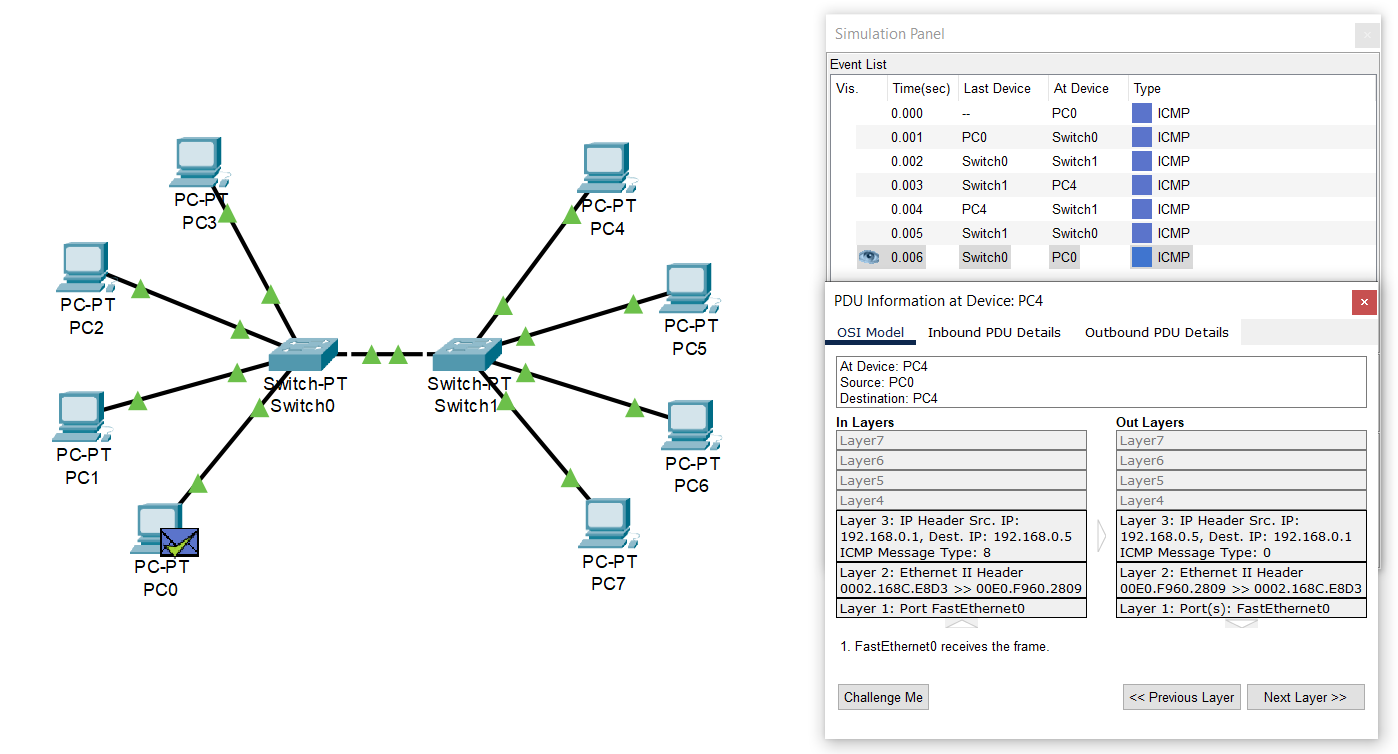 PC-PT
PC3
PC-PT
PC2
PC-PT
PC1
PC-PT
PC0
Switch-PT
Switch0
Switch-PT
Switch1
PC-PT
PC4
PC-PT
PC5
PC-PT
PC6
PC-PT
PC7
Simulation Panel
Event List
Vis. Time(sec) Last Device At Device Type
0.000 -- PC0 ICMP
0.001 PC0 Switch0 ICMP
0.002 Switch0 Switch1 ICMP
0.003 Switch1 PC4 ICMP
0.004 PC4 Switch1 ICMP
0.005 Switch1 Switch0 ICMP
0.006 Switch0 PC0 ICMP
PDU Information at Device: PC4
OSI Model Inbound PDU Details Outbound PDU Details
At Device: PC4
Source: PC0
Destination: PC4
In Layers
Layer7
Layer6
Layer5
Layer4
Layer 3: IP Header Src. IP:
192.168.0.1, Dest. IP: 192.168.0.5
ICMP Message Type: 8
Layer 2: Ethernet II Header
0002.168C.E8D3 >> 00E0.F960.2809
Layer 1: Port FastEthernet0
Out Layers
Layer7
Layer6
Layer5
Layer4
Layer 3: IP Header Src. IP:
192.168.0.5, Dest. IP: 192.168.0.1
ICMP Message Type: 0
Layer 2: Ethernet II Header
00E0.F960.2809 >> 0002.168C.E8D3
Layer 1: Port(s): FastEthernet0
1. FastEthernet0 receives the frame.
Challenge Me
<< Previous Layer
Next Layer >>